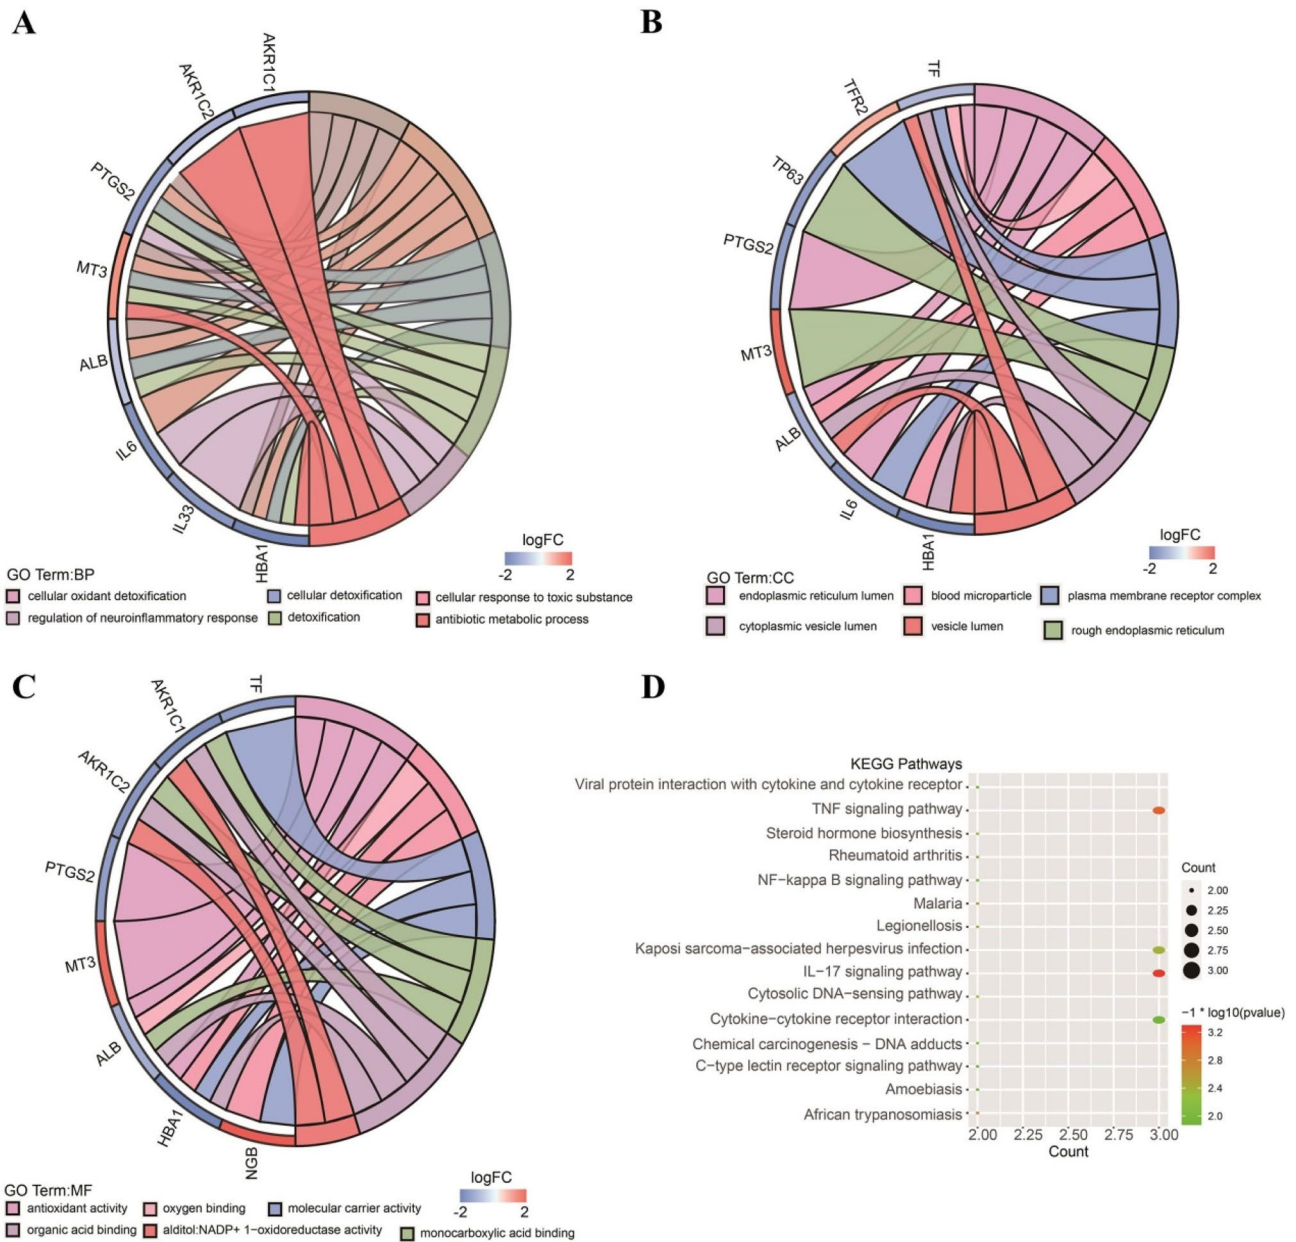 A
AKR1C1
AKR1C2
PTGS2
MT3
ALB
IL6
IL33
HBA1
logFC
-2 2
GO Term:BP
cellular oxidant detoxification
cellular detoxification
cellular response to toxic substance
regulation of neuroinflammatory response
detoxification
antibiotic metabolic process
B
TF
TFR2
TP63
PTGS2
MT3
ALB
IL6
HBA1
logFC
-2 2
GO Term:CC
endoplasmic reticulum lumen
blood microparticle
plasma membrane receptor complex
cytoplasmic vesicle lumen
vesicle lumen
rough endoplasmic reticulum
C
TF
AKR1C1
AKR1C2
PTGS2
MT3
ALB
HBA1
NGB
logFC
-2 2
GO Term:MF
antioxidant activity
oxygen binding
molecular carrier activity
organic acid binding
alditol:NADP+ 1−oxidoreductase activity
monocarboxylic acid binding
D
KEGG Pathways
Viral protein interaction with cytokine and cytokine receptor
TNF signaling pathway
Steroid hormone biosynthesis
Rheumatoid arthritis
NF−kappa B signaling pathway
Malaria
Legionellosis
Kaposi sarcoma−associated herpesvirus infection
IL−17 signaling pathway
Cytosolic DNA−sensing pathway
Cytokine−cytokine receptor interaction
Chemical carcinogenesis − DNA adducts
C−type lectin receptor signaling pathway
Amoebiasis
African trypanosomiasis
2.00 2.25 2.50 2.75 3.00
Count
Count
2.00
2.25
2.50
2.75
3.00
−1 * log10(pvalue)
3.2
2.8
2.4
2.0